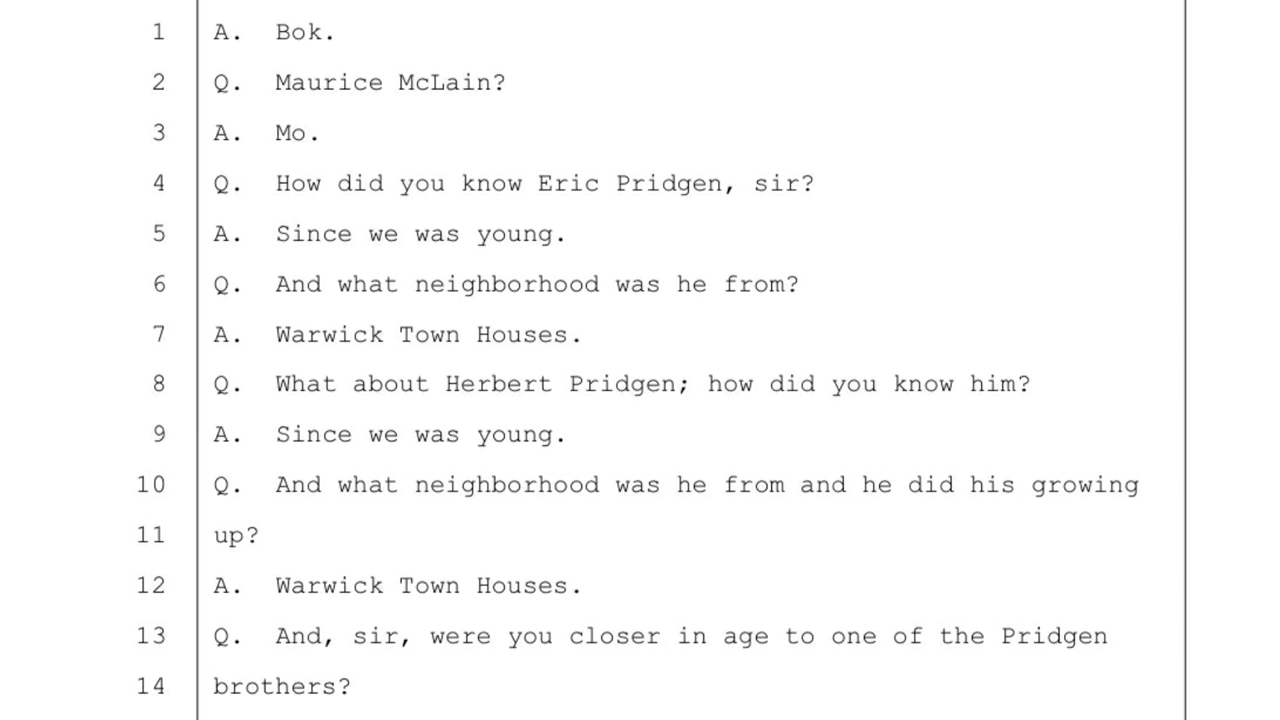 1 A. Bok.
2 Q. Maurice McLain?
3 A. Mo.
4 Q. How did you know Eric Pridgen, sir?
5 A. Since we was young.
6 Q. And what neighborhood was he from?
7 A. Warwick Town Houses.
8 Q. What about Herbert Pridgen; how did you know him?
9 A. Since we was young.
10 Q. And what neighborhood was he from and he did his growing
11 up?
12 A. Warwick Town Houses.
13 Q. And, sir, were you closer in age to one of the Pridgen
14 brothers?